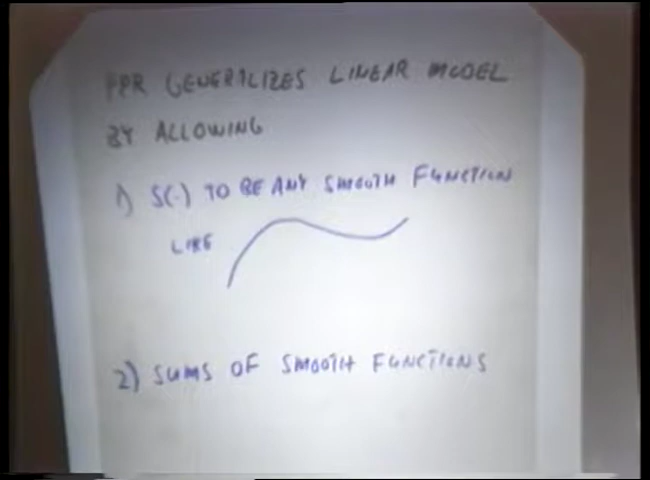 PPR GENERALIZES LINEAR MODEL
BY ALLOWING
1) S(·) TO BE ANY SMOOTH FUNCTION
LIKE
2) SUMS OF SMOOTH FUNCTIONS